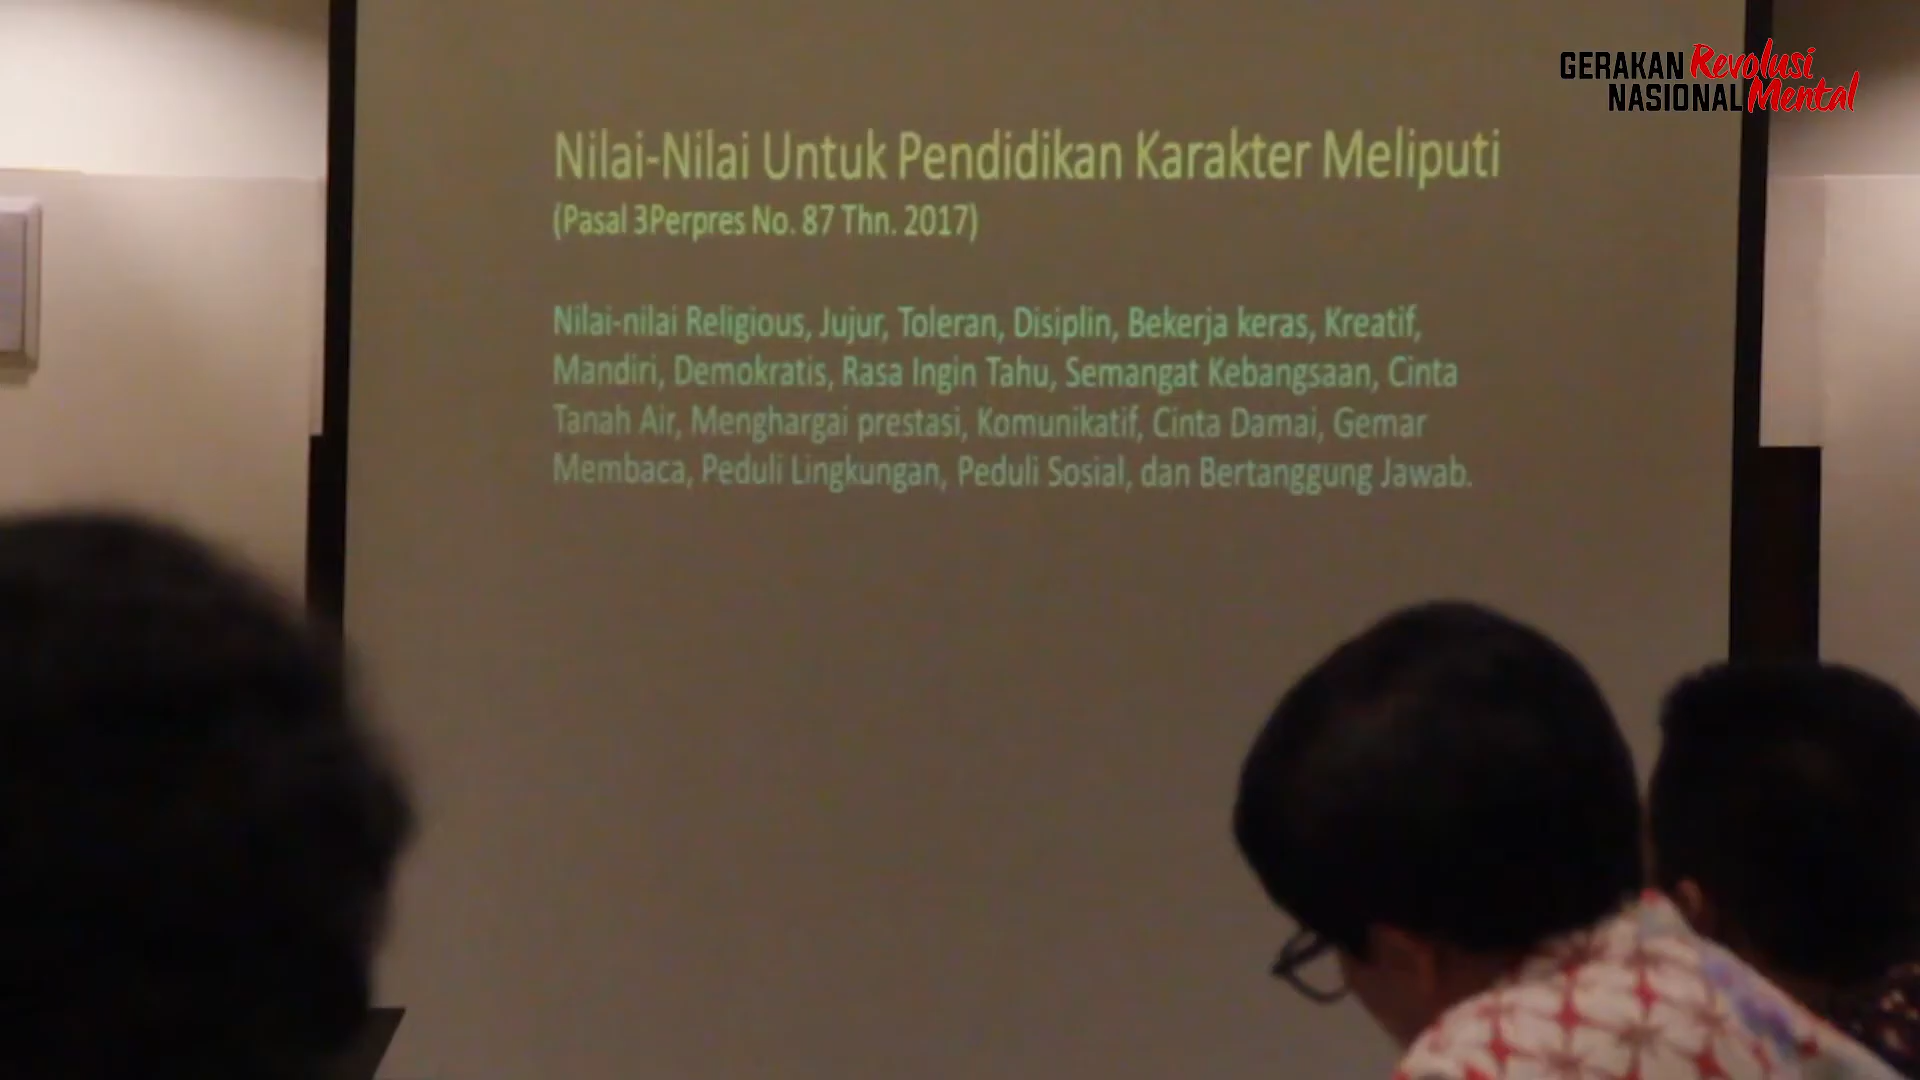 GERAKAN Revolusi
NASIONAL Mental
Nilai-Nilai Untuk Pendidikan Karakter Meliputi
(Pasal 3Perpres No. 87 Thn. 2017)
Nilai-nilai Religious, Jujur, Toleran, Disiplin, Bekerja keras, Kreatif,
Mandiri, Demokratis, Rasa Ingin Tahu, Semangat Kebangsaan, Cinta
Tanah Air, Menghargai prestasi, Komunikatif, Cinta Damai, Gemar
Membaca, Peduli Lingkungan, Peduli Sosial, dan Bertanggung Jawab.